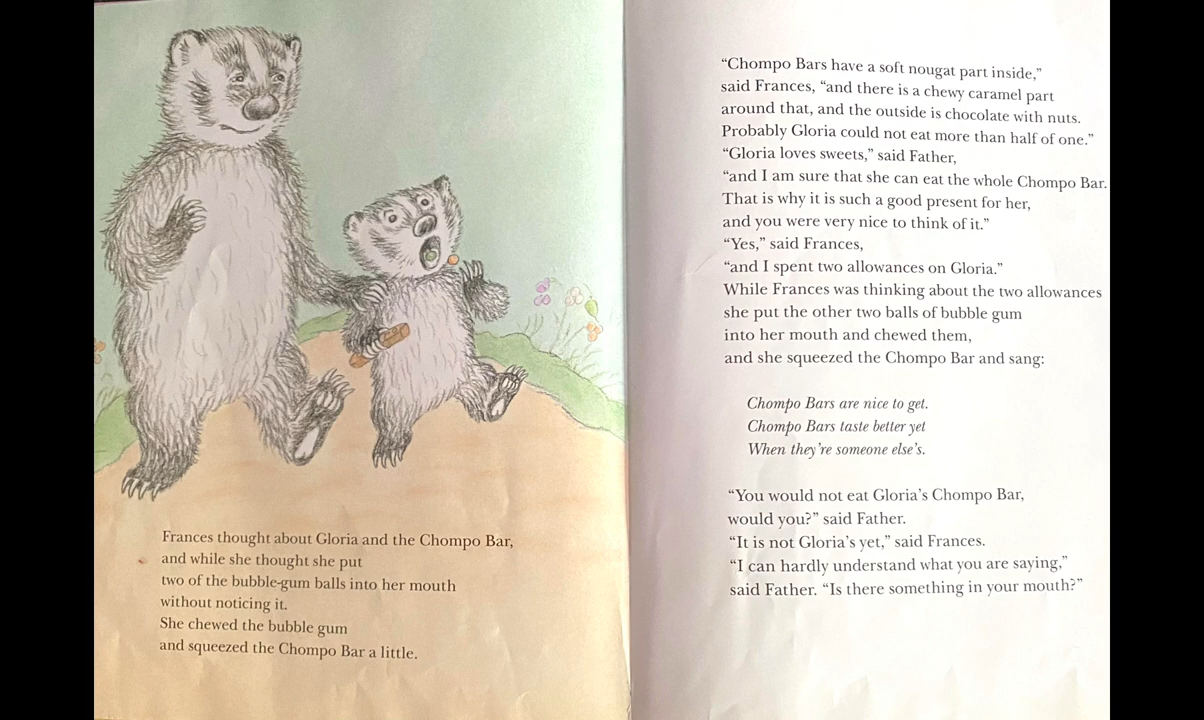 Frances thought about Gloria and the Chompo Bar,
and while she thought she put
two of the bubble-gum balls into her mouth
without noticing it.
She chewed the bubble gum
and squeezed the Chompo Bar a little.
“Chompo Bars have a soft nougat part inside,”
said Frances, “and there is a chewy caramel part
around that, and the outside is chocolate with nuts.
Probably Gloria could not eat more than half of one.”
“Gloria loves sweets,” said Father,
“and I am sure that she can eat the whole Chompo Bar.
That is why it is such a good present for her,
and you were very nice to think of it.”
“Yes,” said Frances,
“and I spent two allowances on Gloria.”
While Frances was thinking about the two allowances
she put the other two balls of bubble gum
into her mouth and chewed them,
and she squeezed the Chompo Bar and sang:
Chompo Bars are nice to get.
Chompo Bars taste better yet
When they’re someone else’s.
“You would not eat Gloria’s Chompo Bar,
would you?” said Father.
“It is not Gloria’s yet,” said Frances.
“I can hardly understand what you are saying,”
said Father. “Is there something in your mouth?”